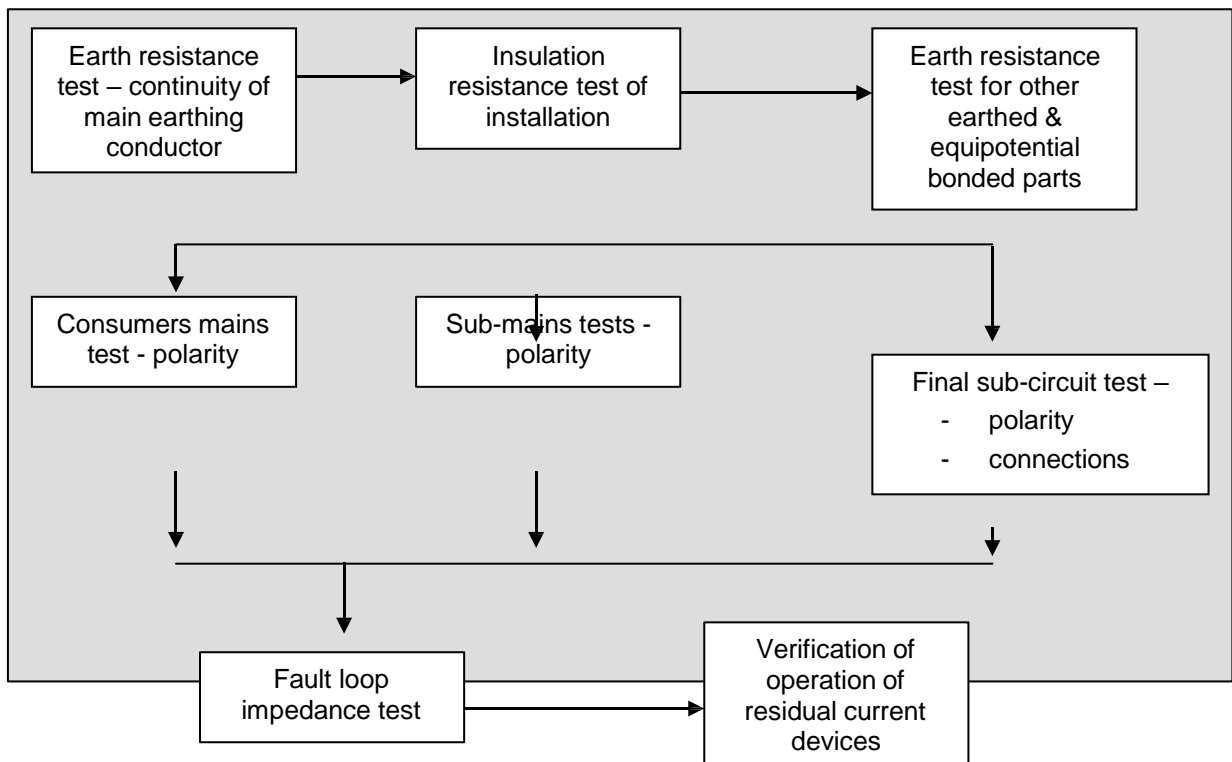 Earth resistance
test – continuity of
main earthing
conductor
Insulation
resistance test of
installation
Earth resistance
test for other
earthed &
equipotential
bonded parts
Consumers mains
test - polarity
Sub-mains tests -
polarity
Final sub-circuit test –
- polarity
- connections
Fault loop
impedance test
Verification of
operation of
residual current
devices